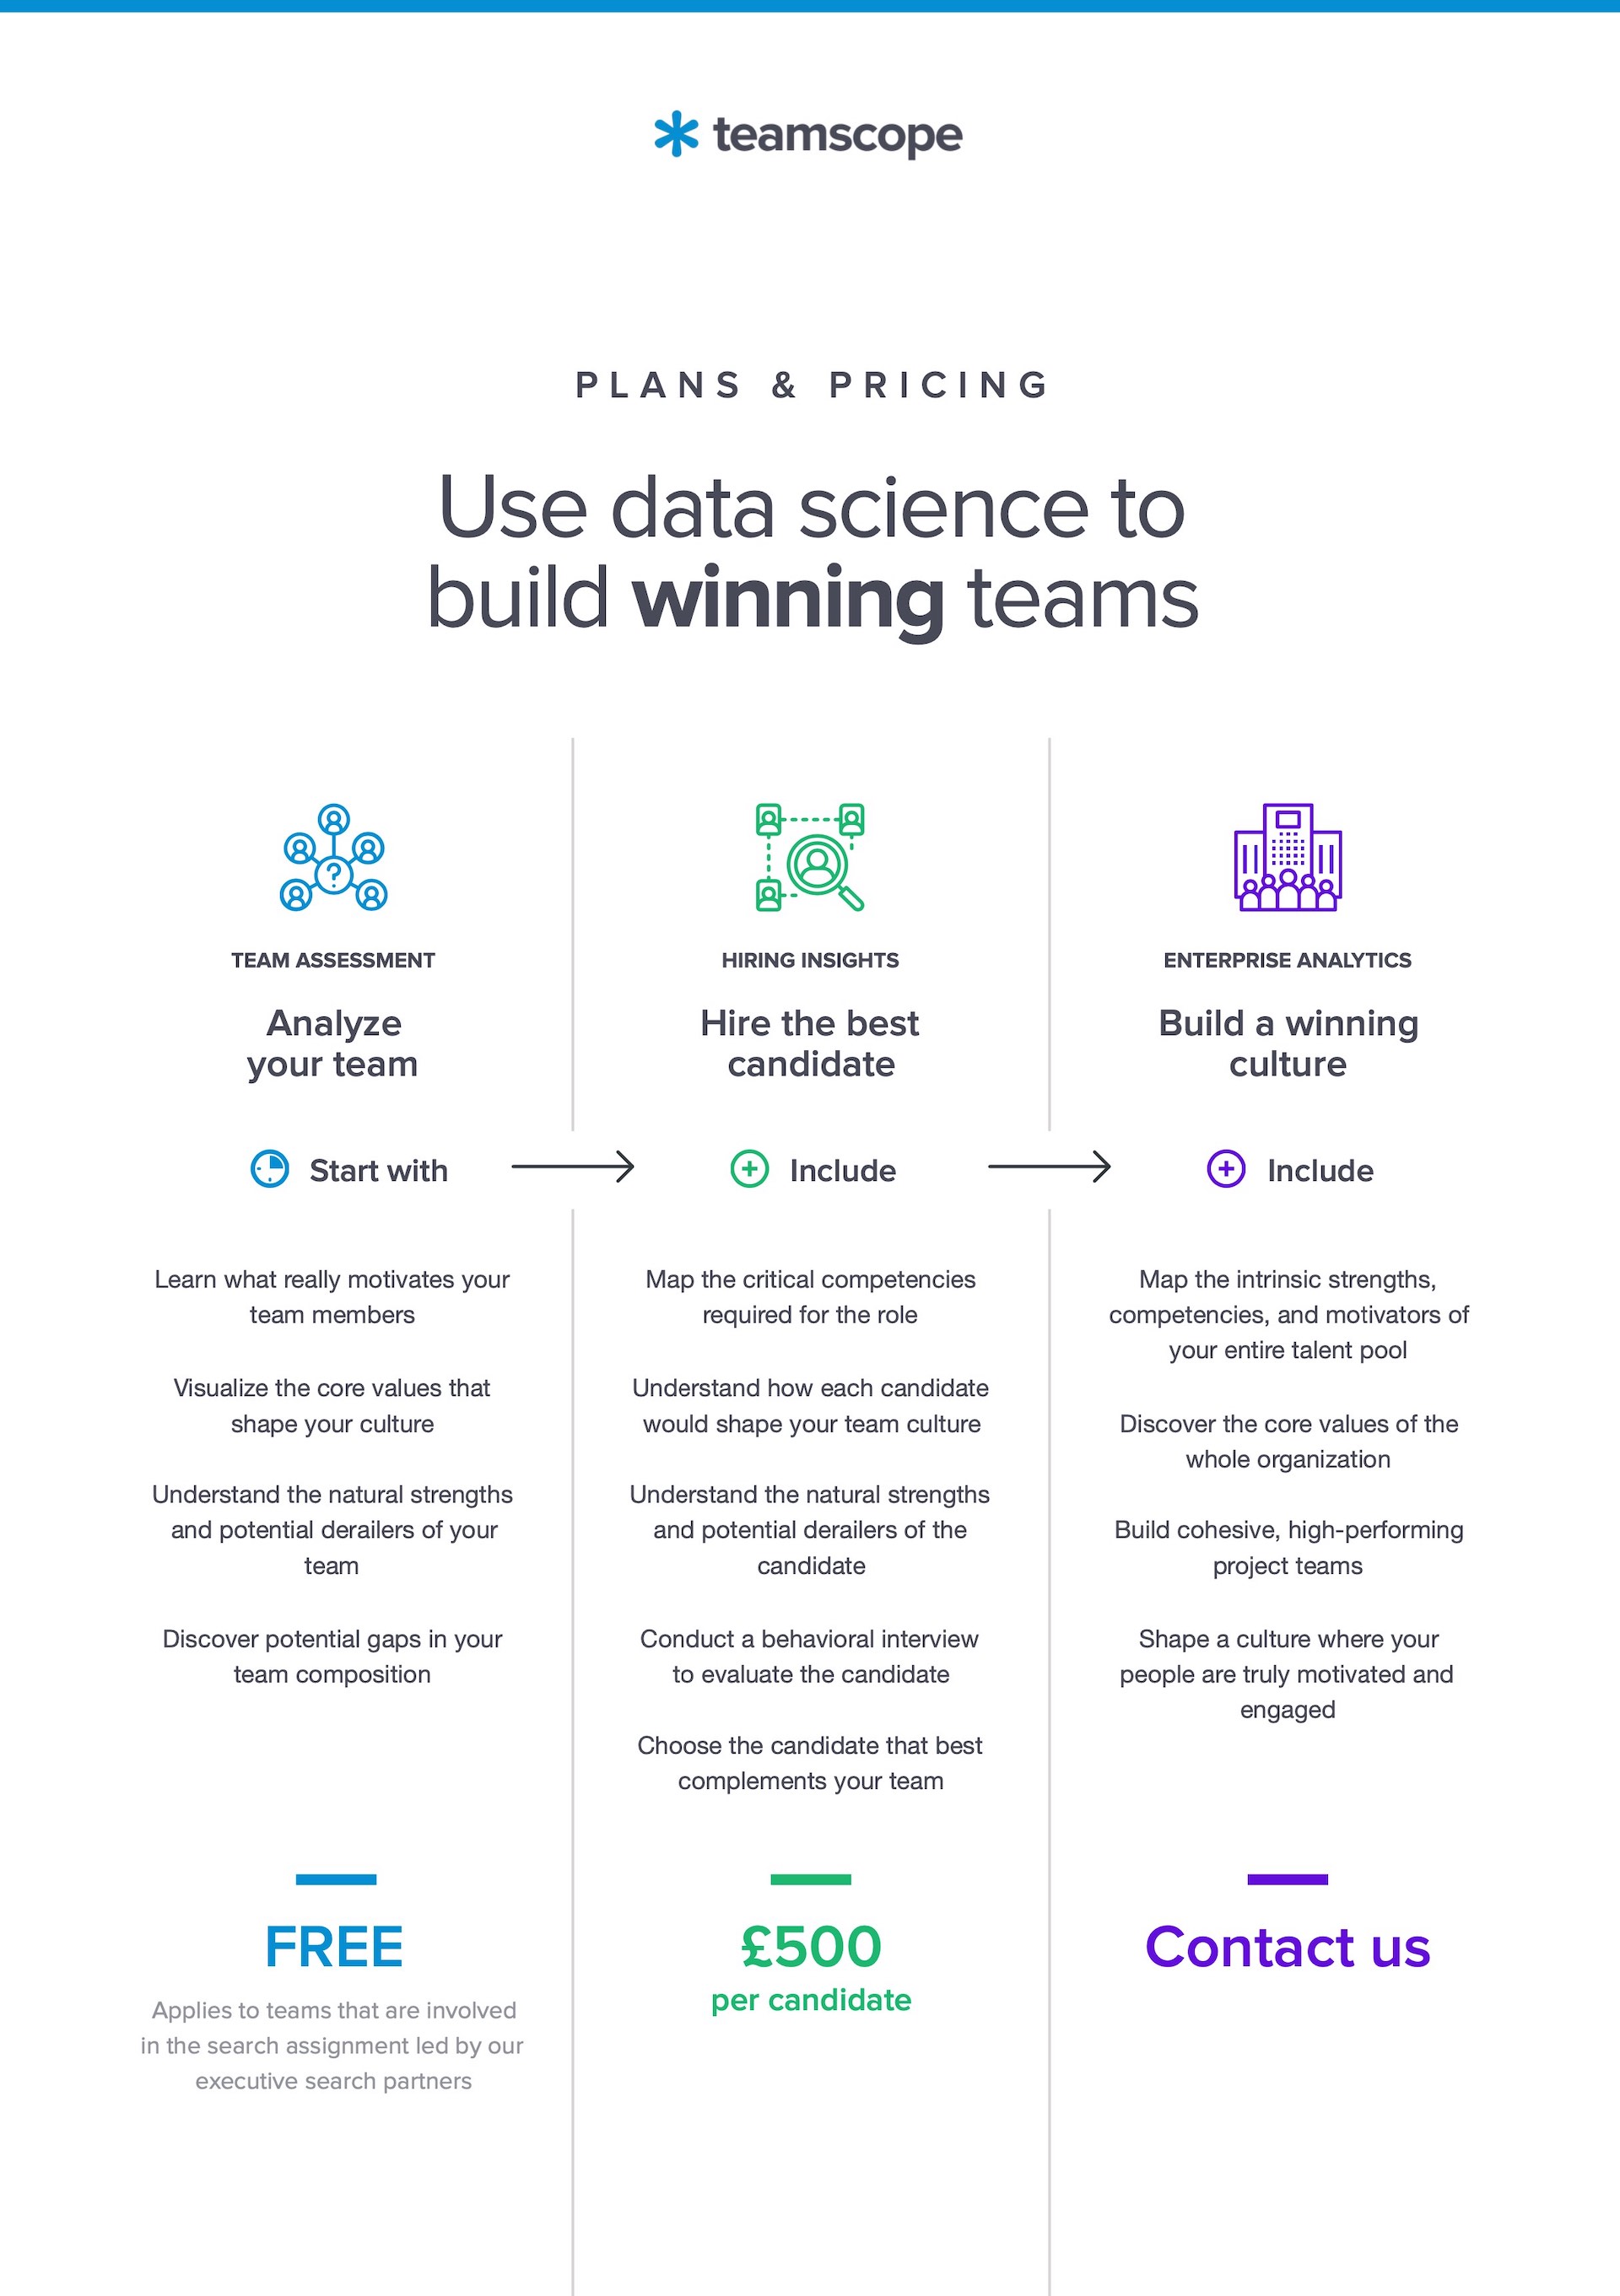 teamscope
PLANS & PRICING
Use data science to
build winning teams
TEAM ASSESSMENT
Analyze
your team
Start with
Learn what really motivates your
team members
Visualize the core values that
shape your culture
Understand the natural strengths
and potential derailers of your
team
Discover potential gaps in your
team composition
FREE
Applies to teams that are involved
in the search assignment led by our
executive search partners
HIRING INSIGHTS
Hire the best
candidate
Include
Map the critical competencies
required for the role
Understand how each candidate
would shape your team culture
Understand the natural strengths
and potential derailers of the
candidate
Conduct a behavioral interview
to evaluate the candidate
Choose the candidate that best
complements your team
£500
per candidate
ENTERPRISE ANALYTICS
Build a winning
culture
Include
Map the intrinsic strengths,
competencies, and motivators of
your entire talent pool
Discover the core values of the
whole organization
Build cohesive, high-performing
project teams
Shape a culture where your
people are truly motivated and
engaged
Contact us